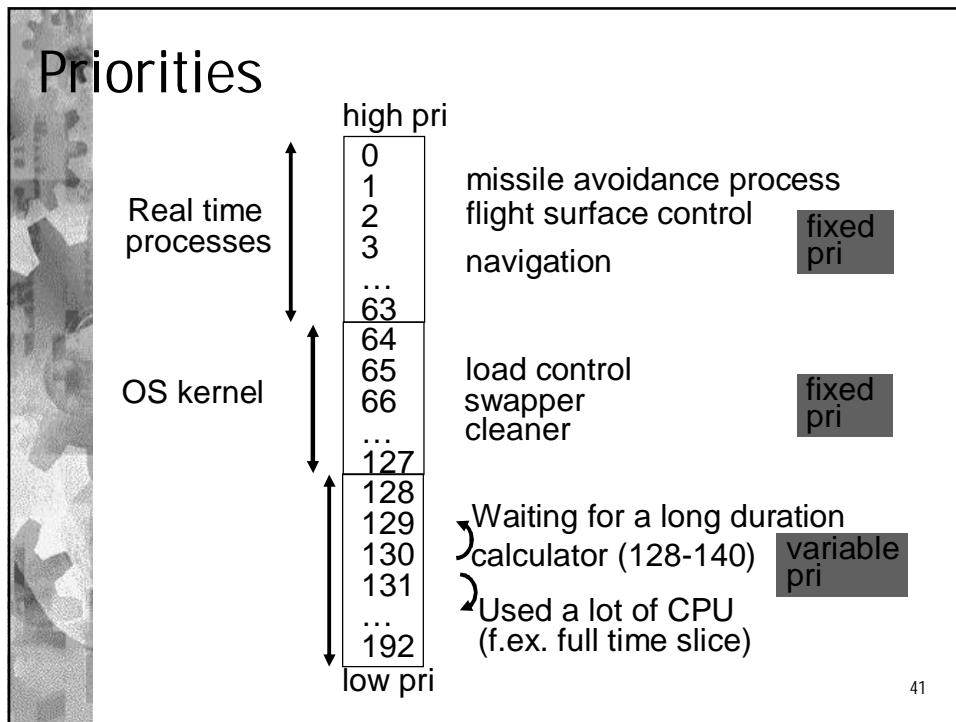 Priorities
high pri
Real time
processes
0
1
2
3
…
63
missile avoidance process
flight surface control
navigation
fixed
pri
OS kernel
64
65
66
…
127
load control
swapper
cleaner
fixed
pri
128
129
130
131
…
192
low pri
Waiting for a long duration
calculator (128-140)
Used a lot of CPU
(f.ex. full time slice)
variable
pri
41